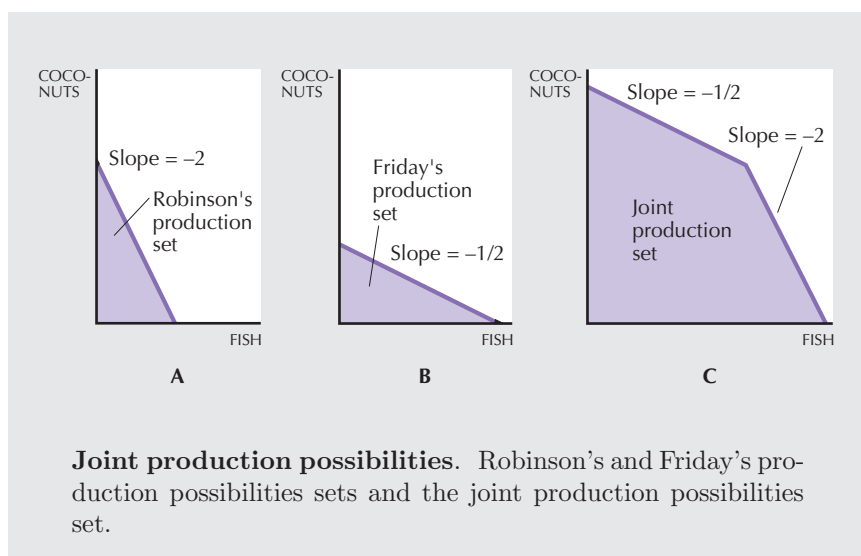 COCO-
NUTS
Slope = –2
Robinson's
production
set
FISH
A
COCO-
NUTS
Friday's
production
set
Slope = –1/2
FISH
B
COCO-
NUTS
Slope = –1/2
Slope = –2
Joint
production
set
FISH
C
Joint production possibilities. Robinson’s and Friday’s pro-
duction possibilities sets and the joint production possibilities
set.